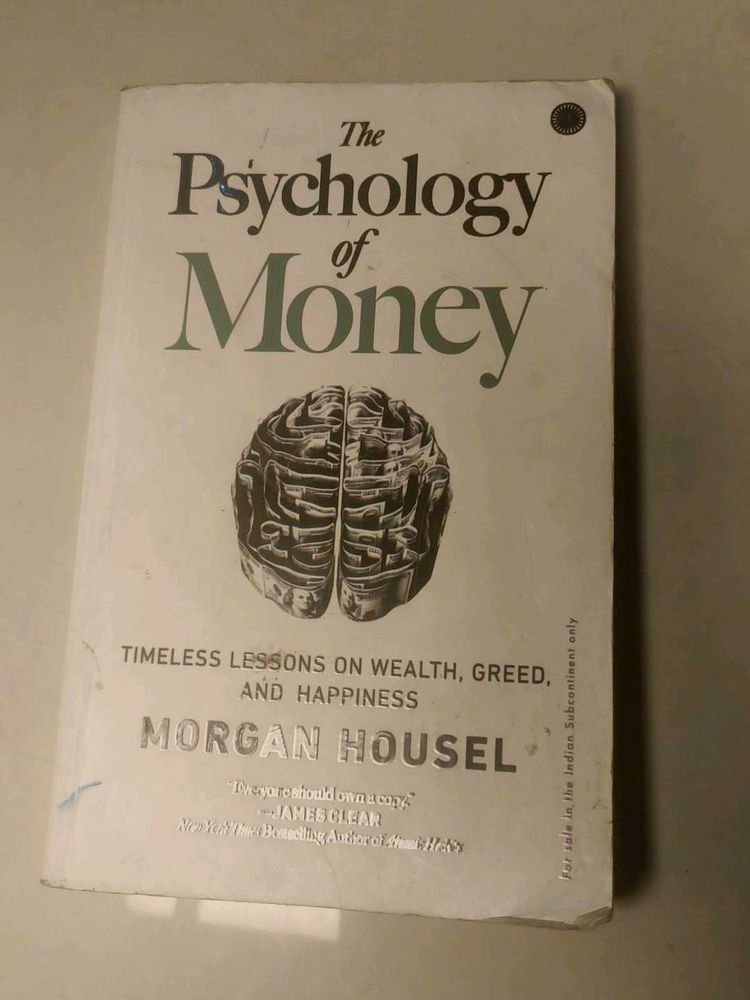 The
Psychology
of
Money
TIMELESS LESSONS ON WEALTH, GREED,
AND HAPPINESS
MORGAN HOUSEL
"Everyone should own a copy."
—JAMES CLEAR
New York Times Bestselling Author of Atomic Habits
For sale in the Indian Subcontinent only